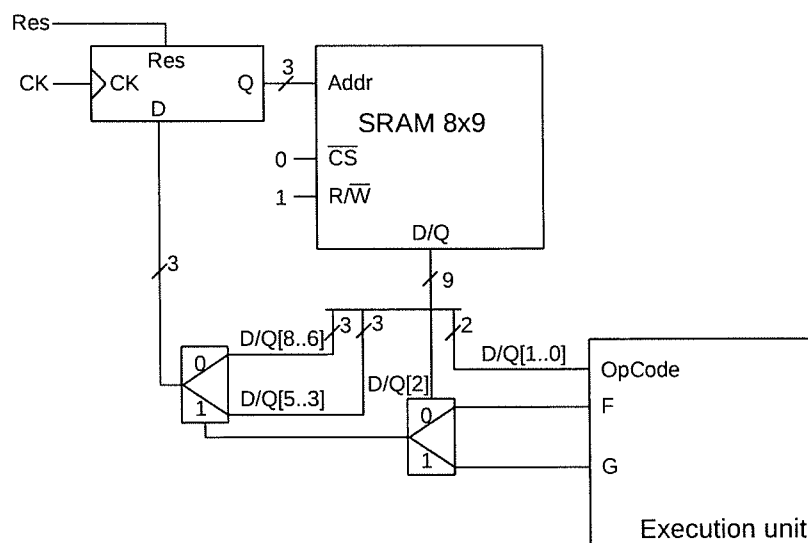 Res
Res
3
CK
CK
Q
Addr
D
SRAM 8x9
0
C̅S̅
1
R/W̅
D/Q
3
9
3
3
2
D/Q[8..6]
D/Q[1..0]
0
D/Q[2]
OpCode
D/Q[5..3]
1
0
F
1
G
Execution unit